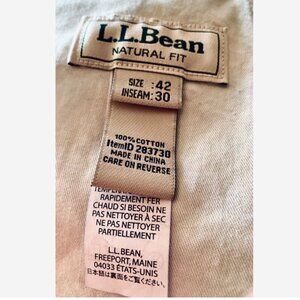 L.L.Bean
NATURAL FIT
SIZE :42
INSEAM:30
100% COTTON
ItemID 283730
MADE IN CHINA
CARE ON REVERSE
RAPIDEMENT FER
CHAUD SI BESOIN NE
PAS NETTOYER À SEC
NE PAS NETTOYER
PARTIELLEMENT
L.L.BEAN,
FREEPORT, MAINE
04033 ÉTATS-UNIS